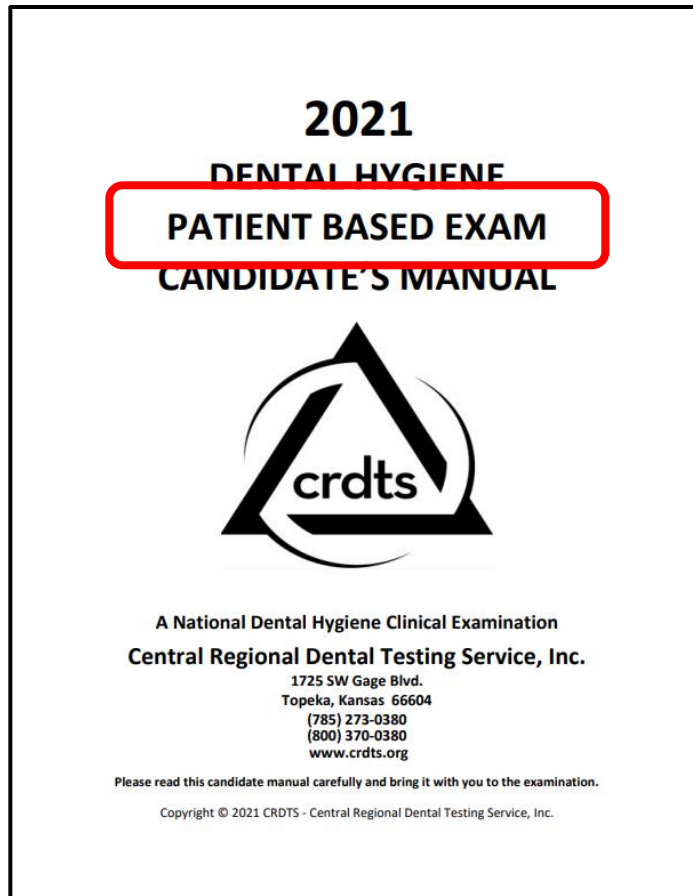 2021
DENTAL HYGIENE
PATIENT BASED EXAM
CANDIDATE'S MANUAL
crdts
A National Dental Hygiene Clinical Examination
Central Regional Dental Testing Service, Inc.
1725 SW Gage Blvd.
Topeka, Kansas 66604
(785) 273-0380
(800) 370-0380
www.crdts.org
Please read this candidate manual carefully and bring it with you to the examination.
Copyright © 2021 CRDTS - Central Regional Dental Testing Service, Inc.